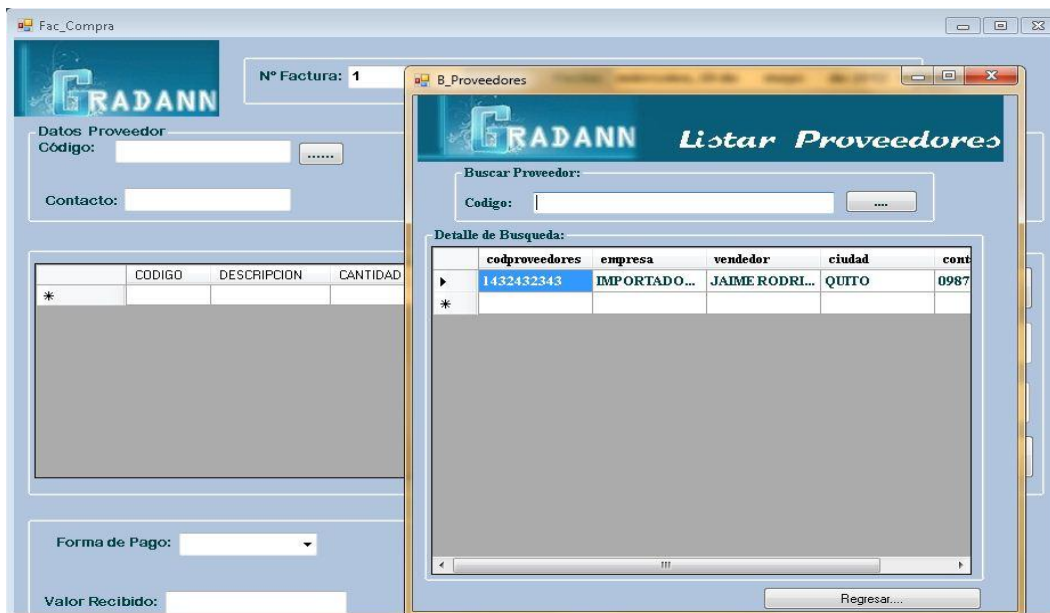 Fac_Compra
GRADANN
Nº Factura: 1
Datos Proveedor
Código:
......
Contacto:
CODIGO DESCRIPCION CANTIDAD
*
Forma de Pago:
Valor Recibido:
B_Proveedores
GRADANN Listar Proveedores
Buscar Proveedor:
Codigo:
....
Detalle de Busqueda:
codproveedores empresa vendedor ciudad cont
1432432343 IMPORTADO... JAIME RODRI... QUITO 0987
*
Regresar....